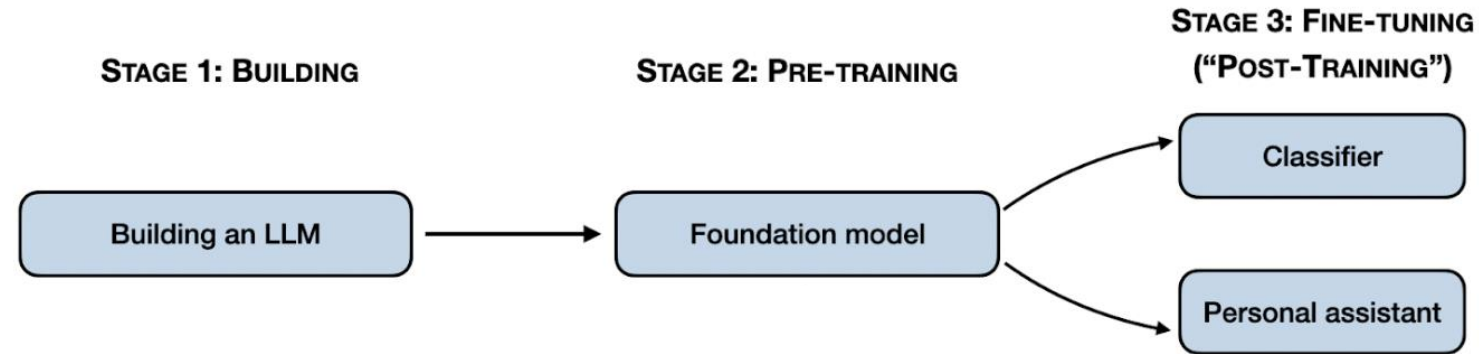 STAGE 1: BUILDING
STAGE 2: PRE-TRAINING
STAGE 3: FINE-TUNING
(“POST-TRAINING”)
Building an LLM
Foundation model
Classifier
Personal assistant